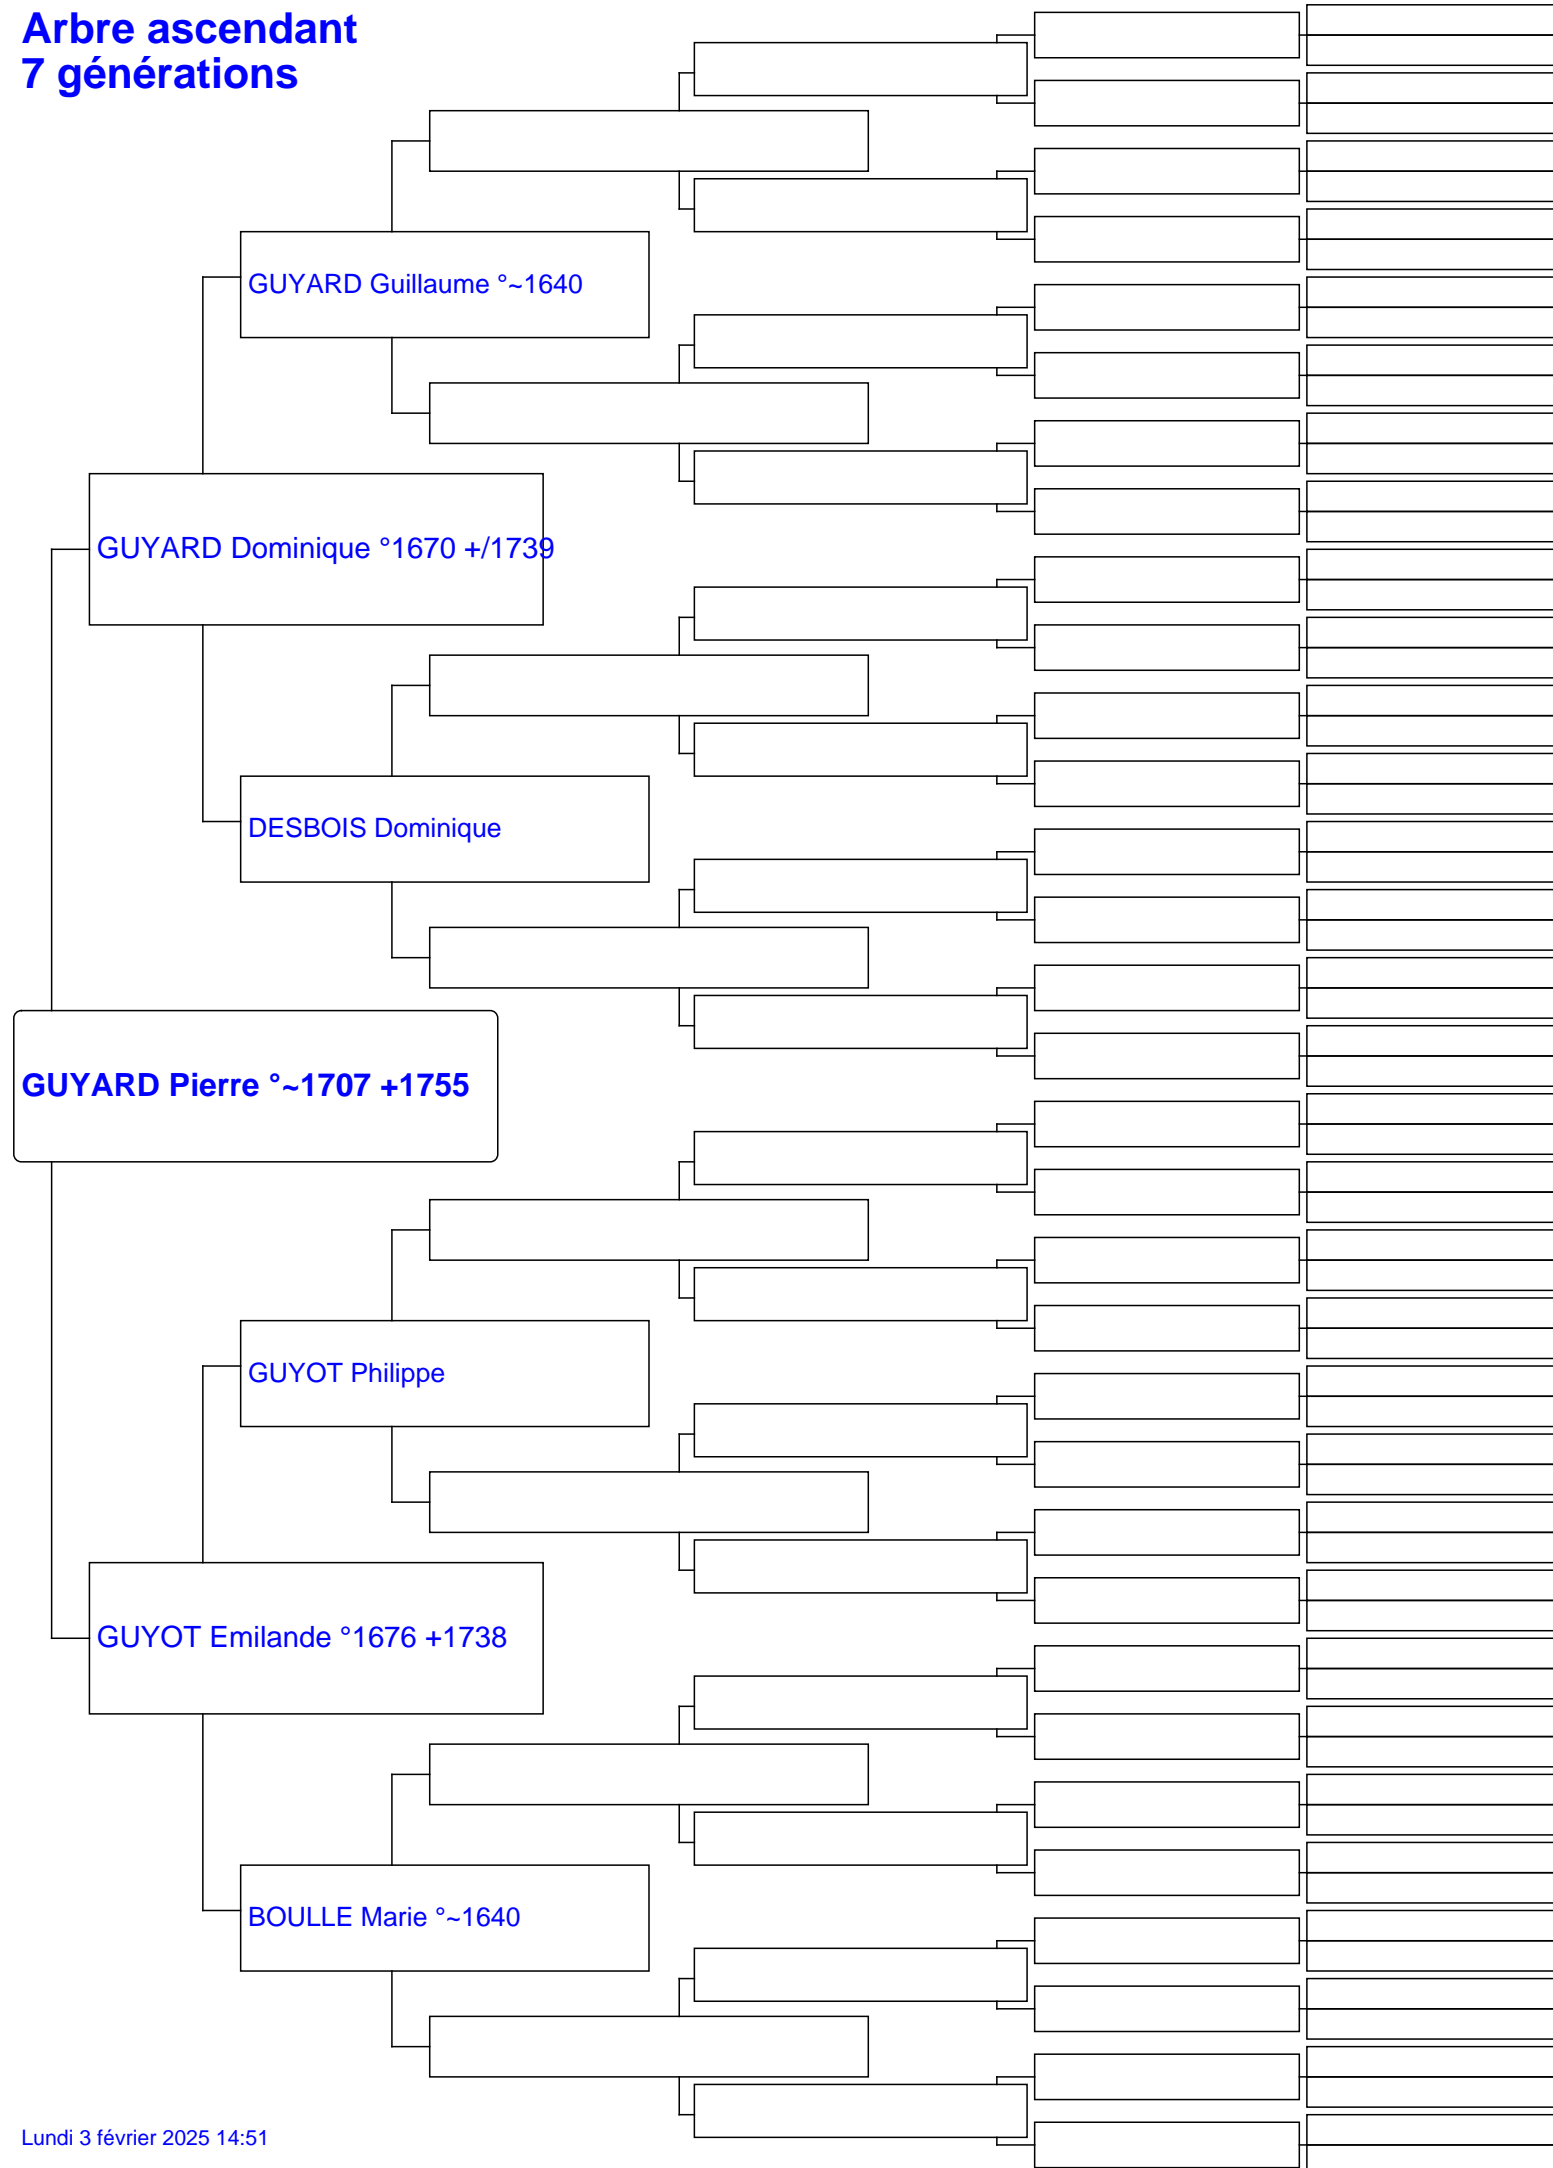 Arbre ascendant
7 générations
GUYARD Guillaume °~1640
GUYARD Dominique °1670 +/1739
DESBOIS Dominique
GUYARD Pierre °~1707 +1755
GUYOT Philippe
GUYOT Emilande °1676 +1738
BOULLE Marie °~1640
Lundi 3 février 2025 14:51